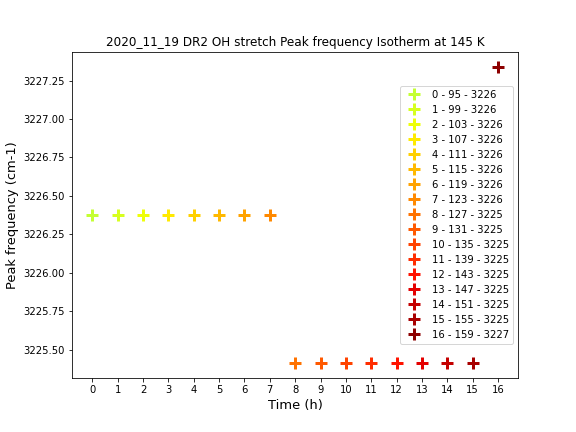 2020_11_19 DR2 OH stretch Peak frequency Isotherm at 145 K
Peak frequency (cm-1)
3227.25
3227.00
3226.75
3226.50
3226.25
3226.00
3225.75
3225.50
0 - 95 - 3226
1 - 99 - 3226
2 - 103 - 3226
3 - 107 - 3226
4 - 111 - 3226
5 - 115 - 3226
6 - 119 - 3226
7 - 123 - 3226
8 - 127 - 3225
9 - 131 - 3225
10 - 135 - 3225
11 - 139 - 3225
12 - 143 - 3225
13 - 147 - 3225
14 - 151 - 3225
15 - 155 - 3225
16 - 159 - 3227
0 1 2 3 4 5 6 7 8 9 10 11 12 13 14 15 16
Time (h)